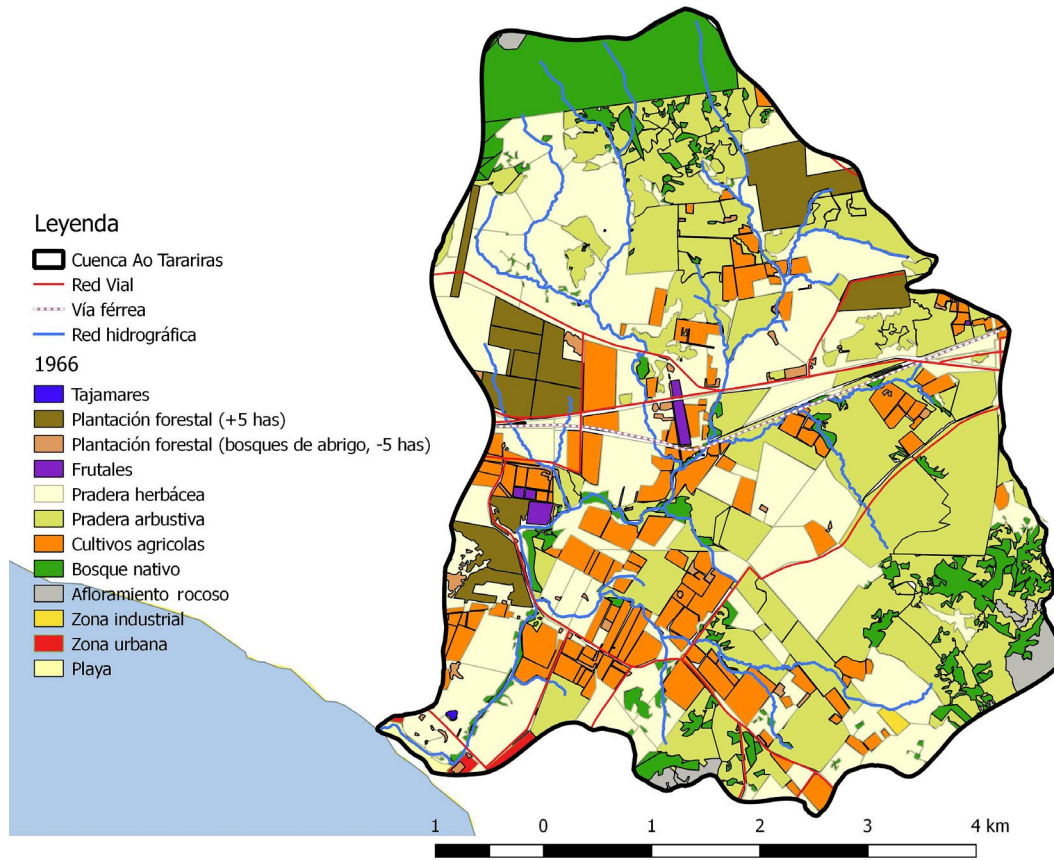 Leyenda
Cuenca Ao Tarariras
Red Vial
Vía férrea
Red hidrográfica
1966
Tajamares
Plantación forestal (+5 has)
Plantación forestal (bosques de abrigo, -5 has)
Frutales
Pradera herbácea
Pradera arbustiva
Cultivos agricolas
Bosque nativo
Afloramiento rocoso
Zona industrial
Zona urbana
Playa
1 0 1 2 3 4 km